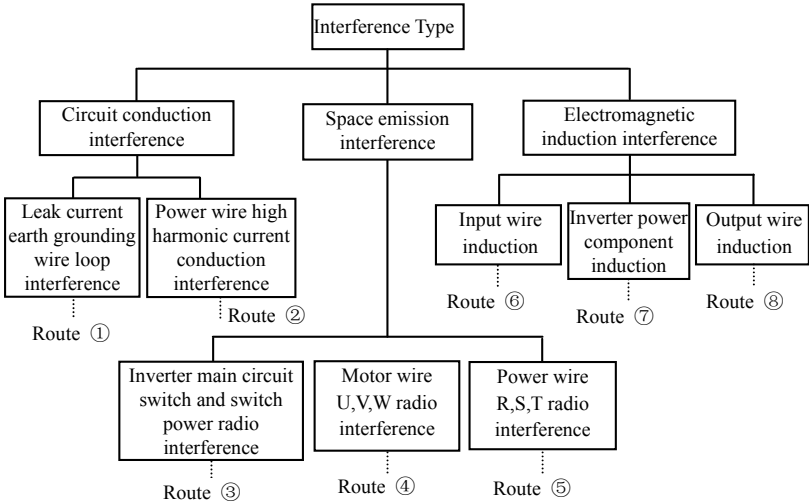 Interference Type
Circuit conduction
interference
Space emission
interference
Electromagnetic
induction interference
Leak current
earth grounding
wire loop
interference
Power wire high
harmonic current
conduction
interference
Input wire
induction
Inverter power
component
induction
Output wire
induction
Route ①
Route ②
Route ⑥
Route ⑦
Route ⑧
Inverter main circuit
switch and switch
power radio
interference
Motor wire
U,V,W radio
interference
Power wire
R,S,T radio
interference
Route ③
Route ④
Route ⑤